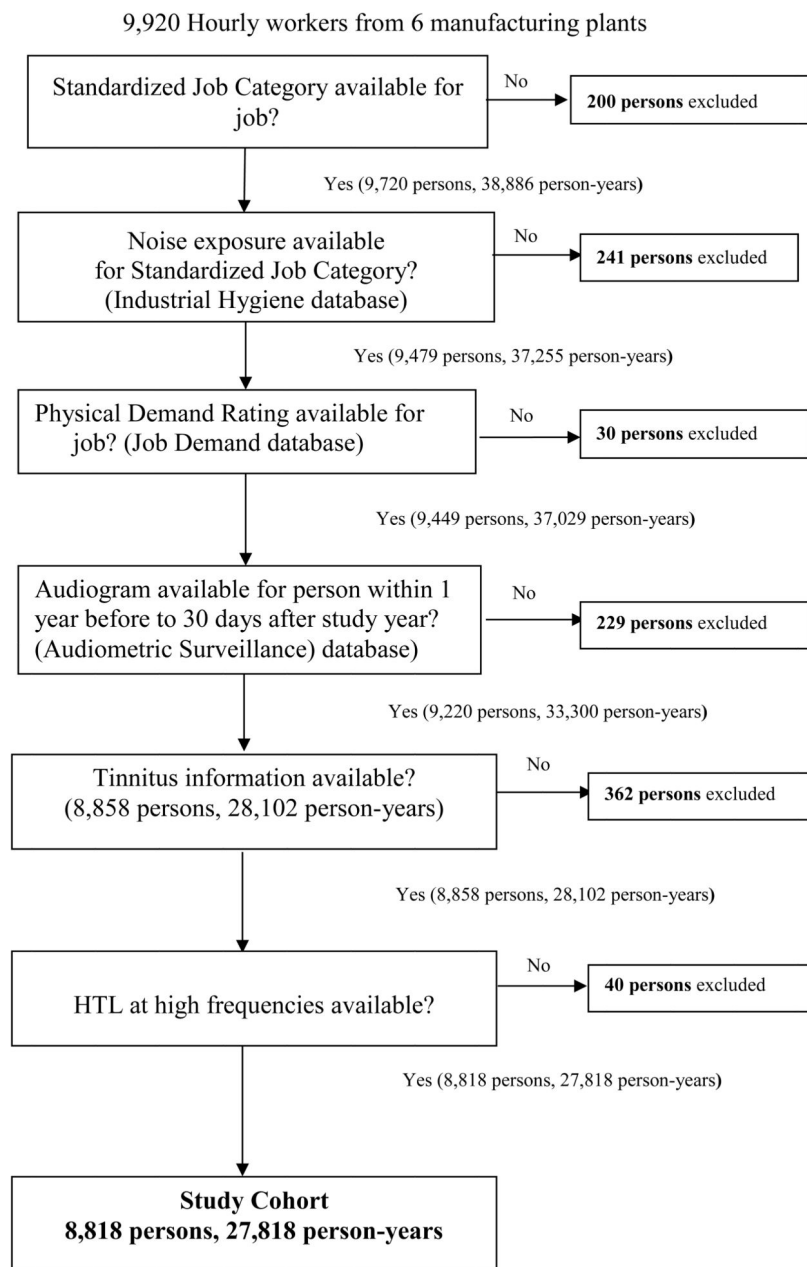 9,920 Hourly workers from 6 manufacturing plants
Standardized Job Category available for
job?
No
200 persons excluded
Yes (9,720 persons, 38,886 person-years)
Noise exposure available
for Standardized Job Category?
(Industrial Hygiene database)
No
241 persons excluded
Yes (9,479 persons, 37,255 person-years)
Physical Demand Rating available for
job? (Job Demand database)
No
30 persons excluded
Yes (9,449 persons, 37,029 person-years)
Audiogram available for person within 1
year before to 30 days after study year?
(Audiometric Surveillance) database)
No
229 persons excluded
Yes (9,220 persons, 33,300 person-years)
Tinnitus information available?
(8,858 persons, 28,102 person-years)
No
362 persons excluded
Yes (8,858 persons, 28,102 person-years)
HTL at high frequencies available?
No
40 persons excluded
Yes (8,818 persons, 27,818 person-years)
Study Cohort
8,818 persons, 27,818 person-years